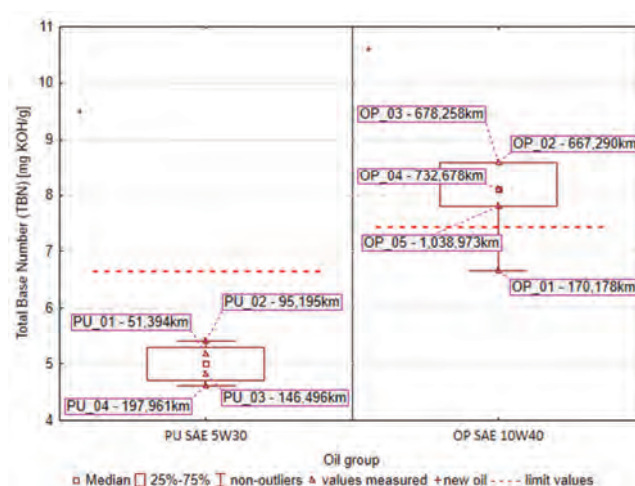 Total Base Number (TBN) [mg KOH/g]
11
10
9
8
7
6
5
4
OP_03 - 678,258km
OP_02 - 667,290km
OP_04 - 732,678km
OP_05 - 1,038,973km
OP_01 - 170,178km
PU_02 - 95,195km
PU_01 - 51,394km
PU_04 - 197,961km
PU_03 - 146,496km
PU SAE 5W30
OP SAE 10W40
Oil group
Median 25%-75% non-outliers values measured new oil limit values